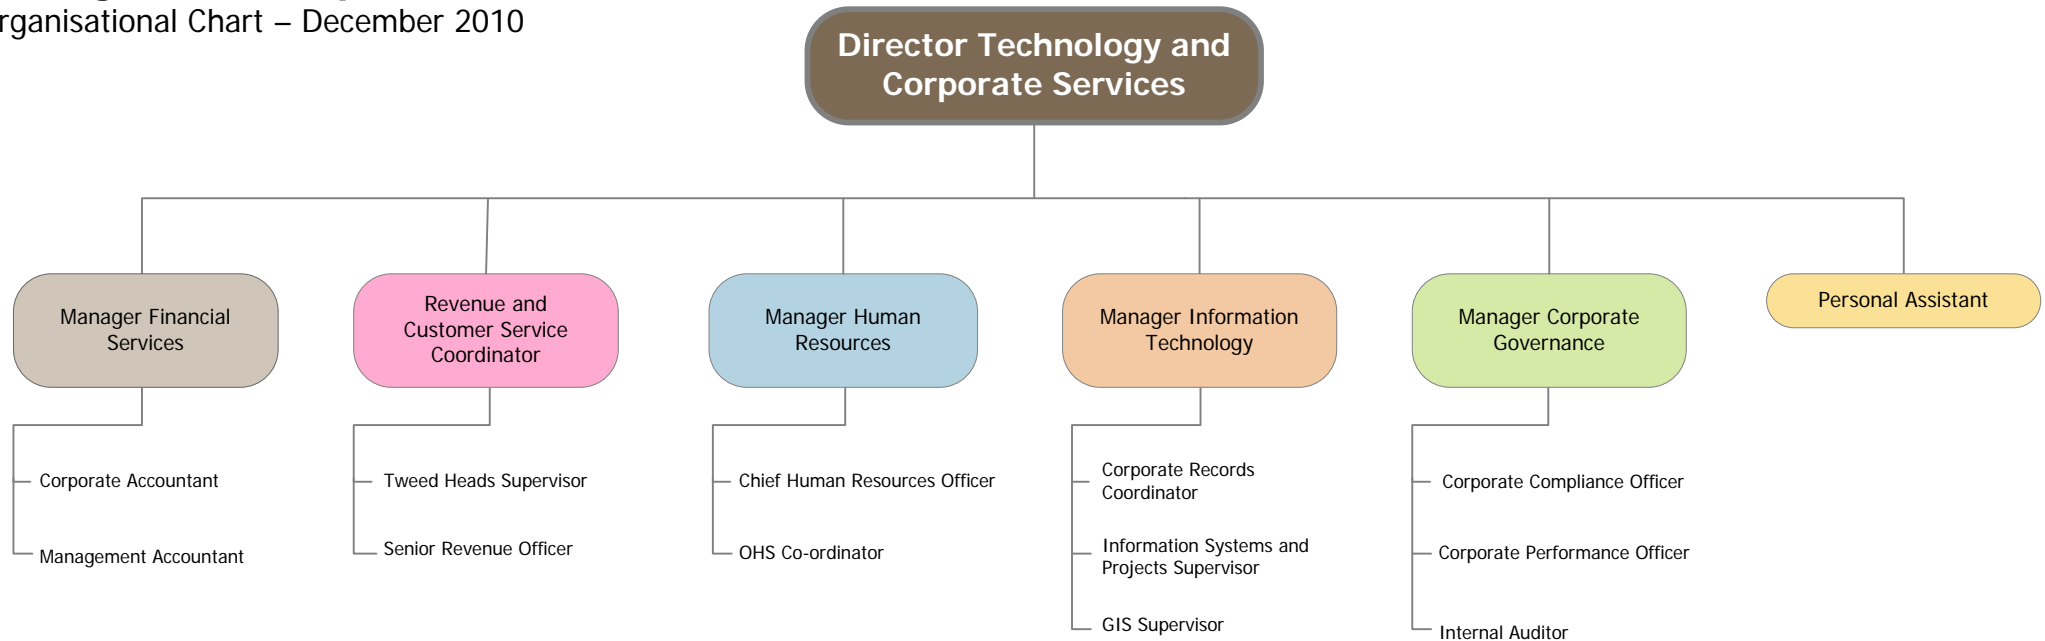 rganisational Chart – December 2010
Director Technology and
Corporate Services
Manager Financial
Services
Revenue and
Customer Service
Coordinator
Manager Human
Resources
Manager Information
Technology
Manager Corporate
Governance
Personal Assistant
Corporate Accountant
Management Accountant
Tweed Heads Supervisor
Senior Revenue Officer
Chief Human Resources Officer
OHS Co-ordinator
Corporate Records
Coordinator
Information Systems and
Projects Supervisor
GIS Supervisor
Corporate Compliance Officer
Corporate Performance Officer
Internal Auditor